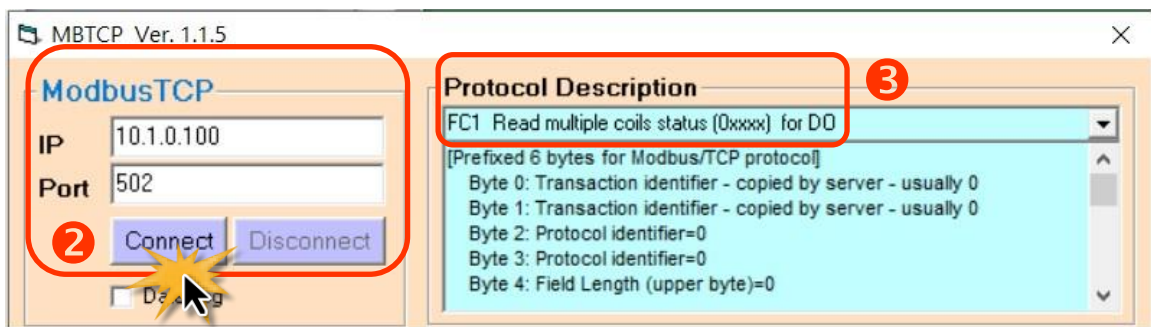 MBTCP Ver. 1.1.5
ModbusTCP
IP 10.1.0.100
Port 502
2
Connect Disconnect
Protocol Description
3
FC1 Read multiple coils status (0xxxx) for DO
[Prefixed 6 bytes for Modbus/TCP protocol]
Byte 0: Transaction identifier - copied by server - usually 0
Byte 1: Transaction identifier - copied by server - usually 0
Byte 2: Protocol identifier=0
Byte 3: Protocol identifier=0
Byte 4: Field Length (upper byte)=0